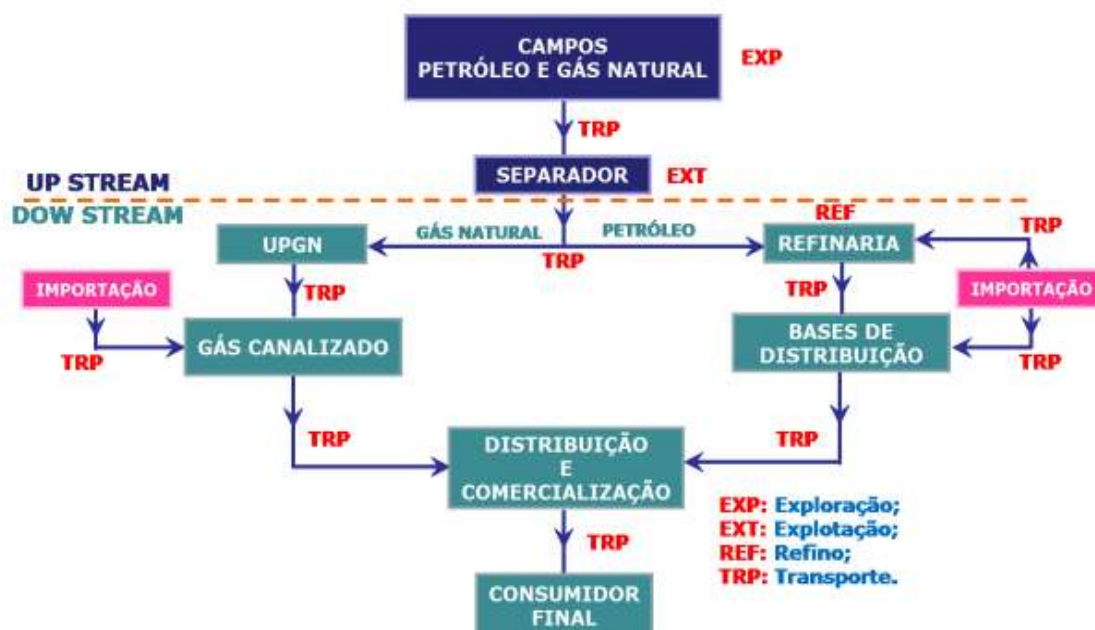 CAMPOS
PETRÓLEO E GÁS NATURAL
EXP
TRP
SEPARADOR
EXT
UP STREAM
DOW STREAM
REF
UPGN
GÁS NATURAL
PETRÓLEO
REFINARIA
TRP
TRP
IMPORTAÇÃO
TRP
TRP
IMPORTAÇÃO
GÁS CANALIZADO
BASES DE
DISTRIBUIÇÃO
TRP
TRP
TRP
TRP
DISTRIBUIÇÃO
E
COMERCIALIZAÇÃO
TRP
CONSUMIDOR
FINAL
EXP: Exploração;
EXT: Explotação;
REF: Refino;
TRP: Transporte.